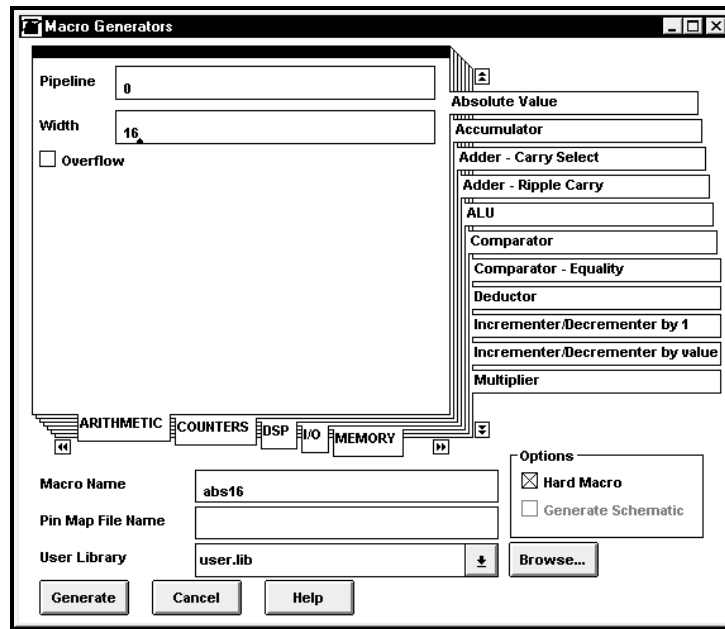 Macro Generators
Pipeline 0
Width 16
Overflow
Absolute Value
Accumulator
Adder - Carry Select
Adder - Ripple Carry
ALU
Comparator
Comparator - Equality
Deductor
Incrementer/Decrementer by 1
Incrementer/Decrementer by value
Multiplier
ARITHMETIC COUNTERS DSP I/O MEMORY
Macro Name abs16
Pin Map File Name
User Library user.lib
Browse...
Options
Hard Macro
Generate Schematic
Generate Cancel Help